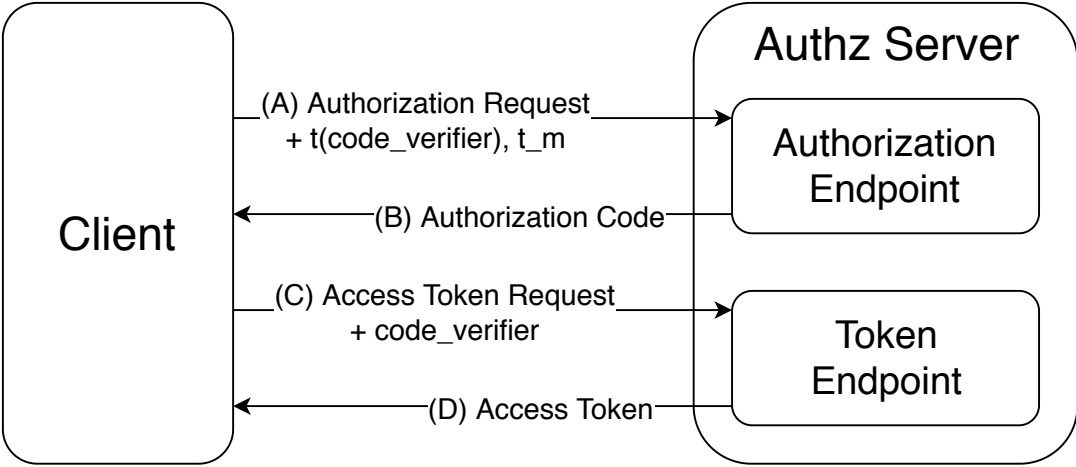 Authz Server
(A) Authorization Request
+ t(code_verifier), t_m
Authorization
Endpoint
(B) Authorization Code
Client
(C) Access Token Request
+ code_verifier
Token
Endpoint
(D) Access Token